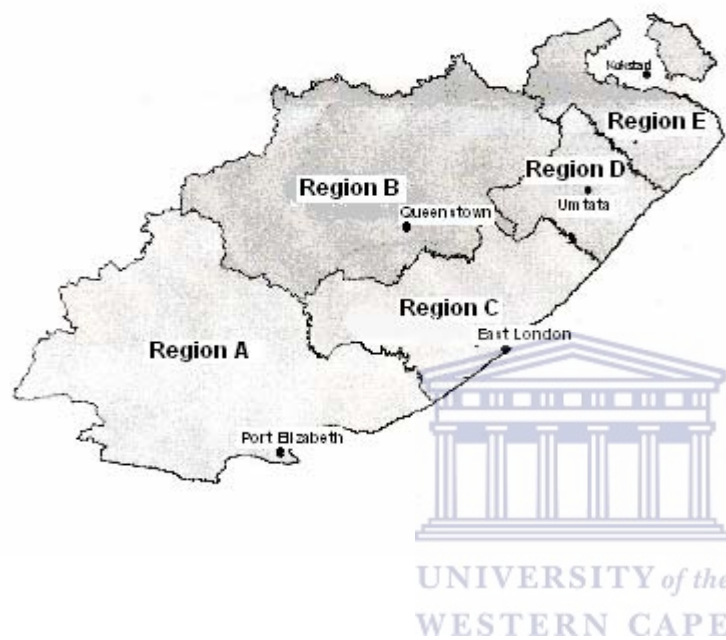 Kokstad
Region E
Region D
Umtata
Region B
Queenstown
Region C
East London
Region A
Port Elizabeth
UNIVERSITY of the
WESTERN CAPE